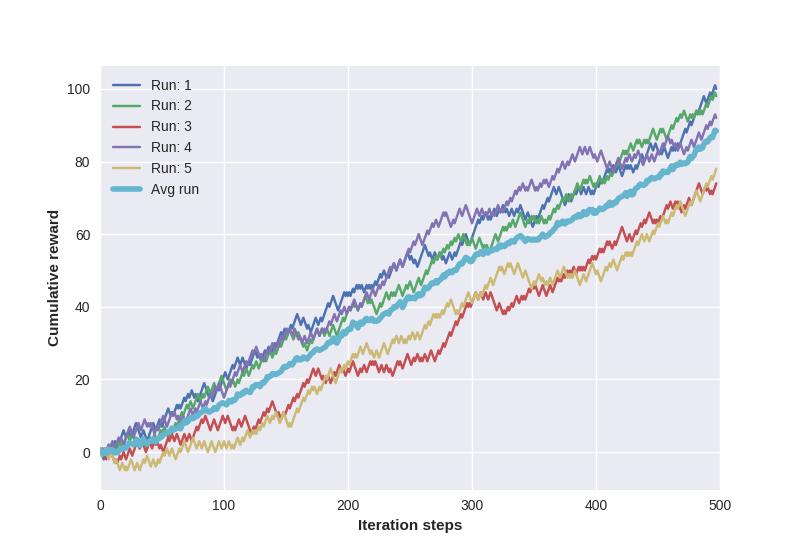 100
80
60
40
20
0
Cumulative reward
Run: 1
Run: 2
Run: 3
Run: 4
Run: 5
Avg run
0 100 200 300 400 500
Iteration steps